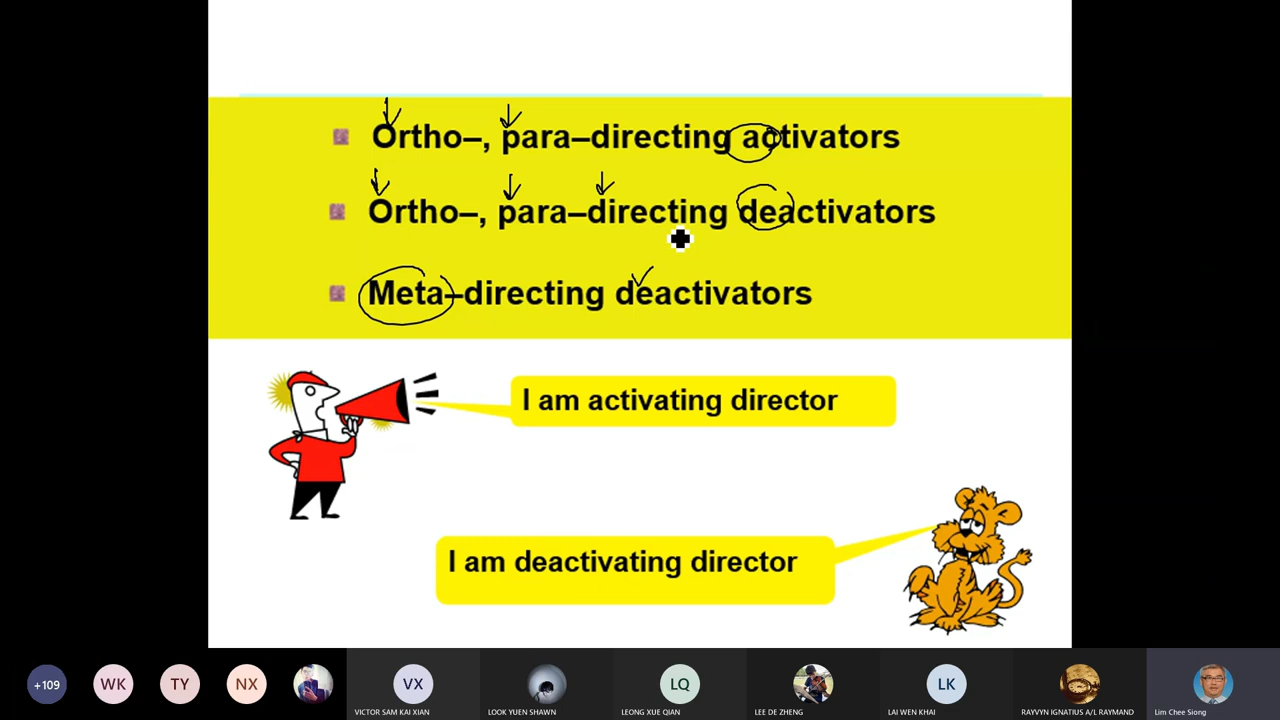 Ortho–, para–directing activators
Ortho–, para–directing deactivators
Meta–directing deactivators
I am activating director
I am deactivating director
+109
WK
TY
NX
VX
LQ
LK
VICTOR SAM KAI XIAN
LOOK YUEN SHAWN
LEONG XUE QIAN
LEE DE ZHENG
LAI WEN KHAI
RAYVYN IGNATIUS A/L RAYMAND
Lim Chee Siong